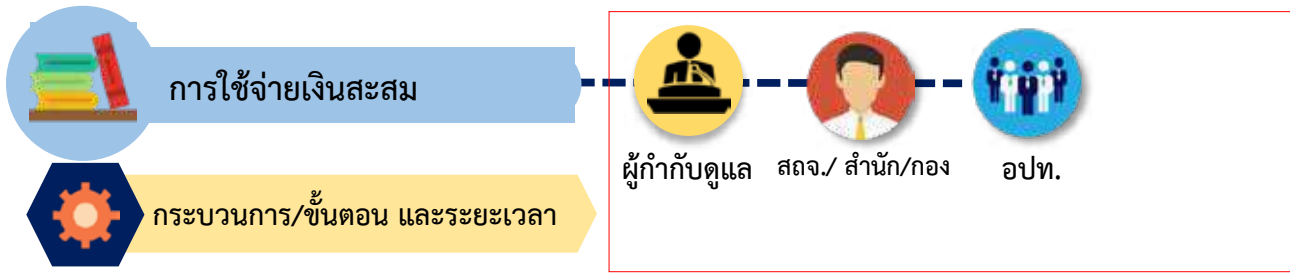 การใช้จ่ายเงินสะสม
ผู้กำกับดูแล
สถจ./ สำนัก/กอง
อปท.
กระบวนการ/ขั้นตอน และระยะเวลา